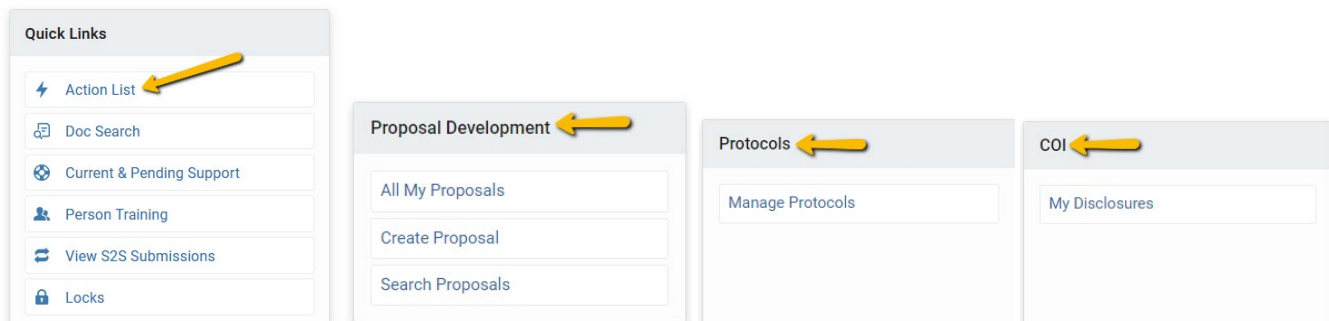 Quick Links
Action List
Doc Search
Current & Pending Support
Person Training
View S2S Submissions
Locks
Proposal Development
All My Proposals
Create Proposal
Search Proposals
Protocols
Manage Protocols
COI
My Disclosures